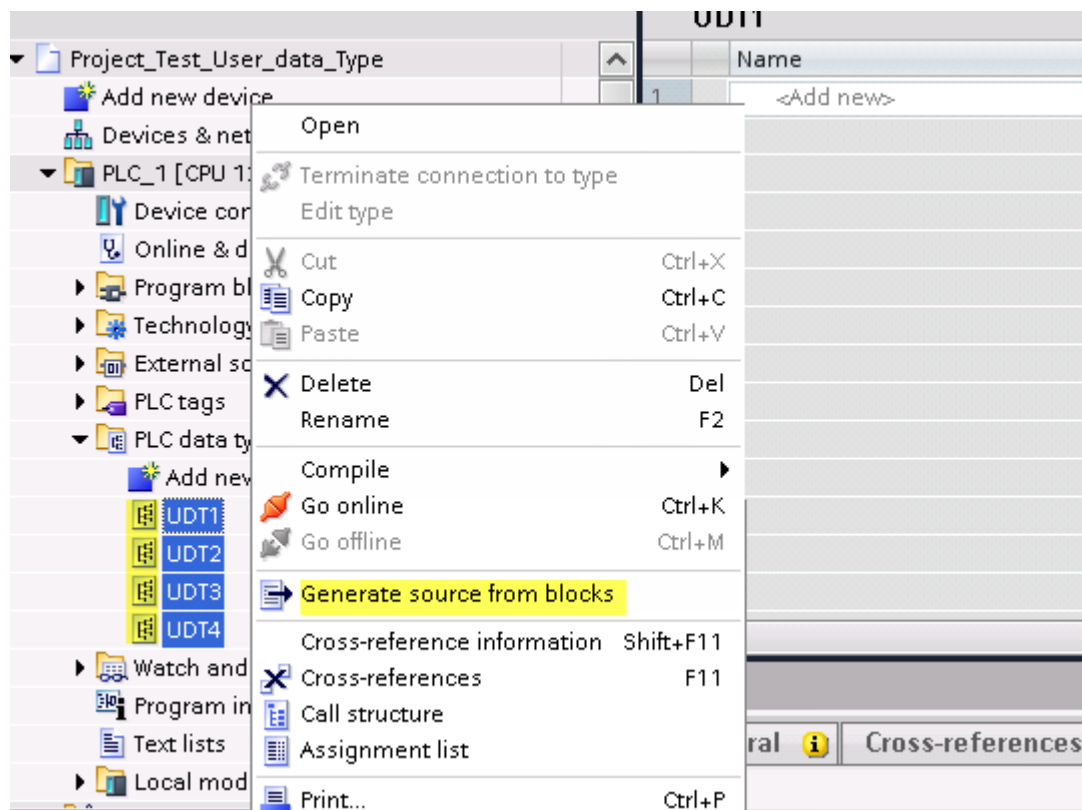 UDT1
Project_Test_User_data_Type
Name
Add new device
1
<Add new>
Devices & net
PLC_1 [CPU 1
Device con
Online & d
Program bl
Technology
External so
PLC tags
PLC data ty
Add new
UDT1
UDT2
UDT3
UDT4
Watch and
Program in
Text lists
Local mod
Open
Terminate connection to type
Edit type
Cut Ctrl+X
Copy Ctrl+C
Paste Ctrl+V
Delete Del
Rename F2
Compile
Go online Ctrl+K
Go offline Ctrl+M
Generate source from blocks
Cross-reference information Shift+F11
Cross-references F11
Call structure
Assignment list
Print... Ctrl+P
ral
Cross-references